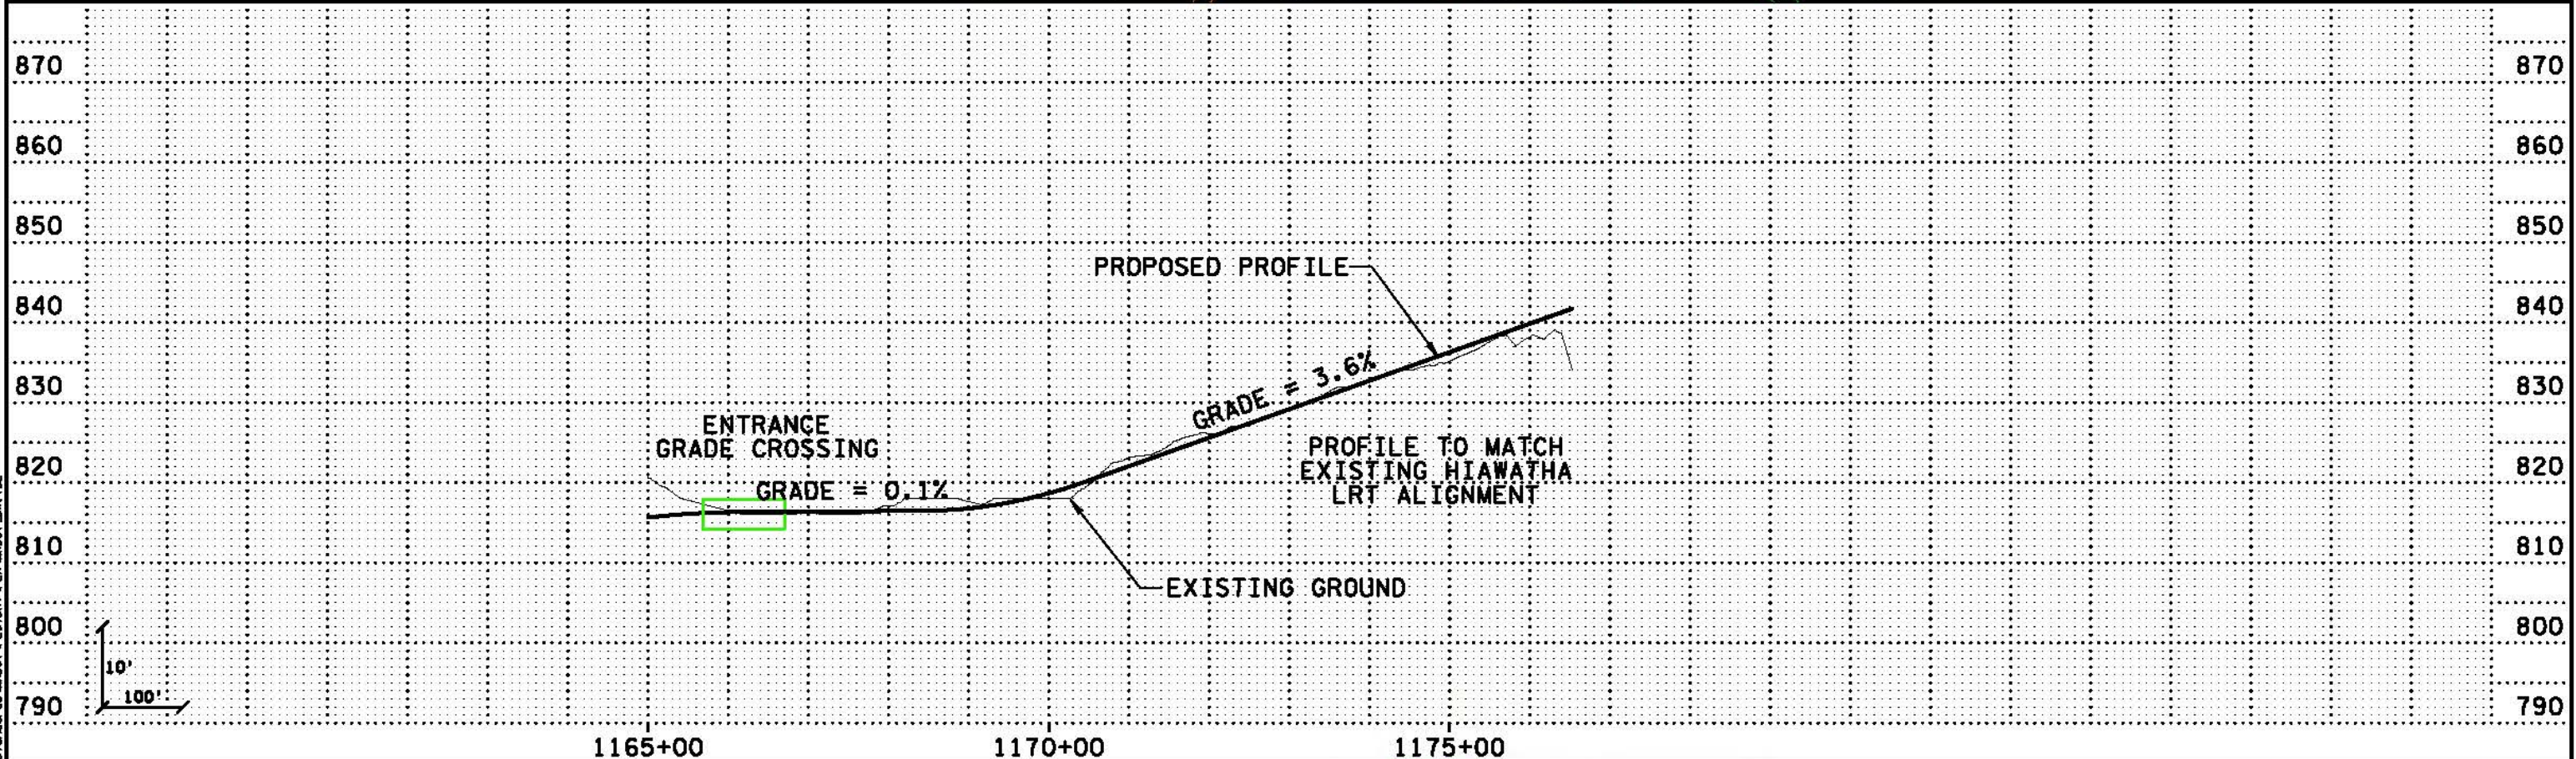 870 870
860 860
850 850
PROPOSED PROFILE
840 840
830 830
GRADE = 3.6%
ENTRANCE
GRADE CROSSING
PROFILE TO MATCH
EXISTING HIAWATHA
LRT ALIGNMENT
820 820
GRADE = 0.1%
810 810
EXISTING GROUND
800 800
10'
100'
790 790
1165+00 1170+00 1175+00